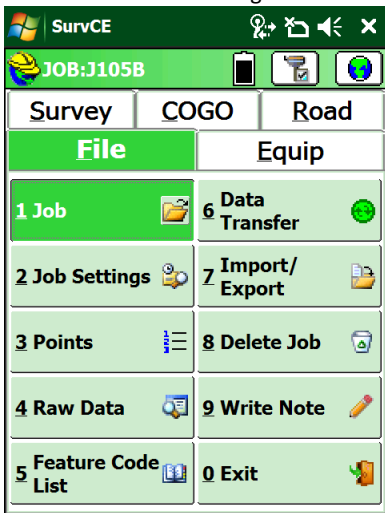 SurvCE
JOB:J105B
Survey COGO Road
File Equip
1 Job
6 Data
Transfer
2 Job Settings
7 Import/
Export
3 Points
8 Delete Job
4 Raw Data
9 Write Note
5 Feature Code
List
0 Exit